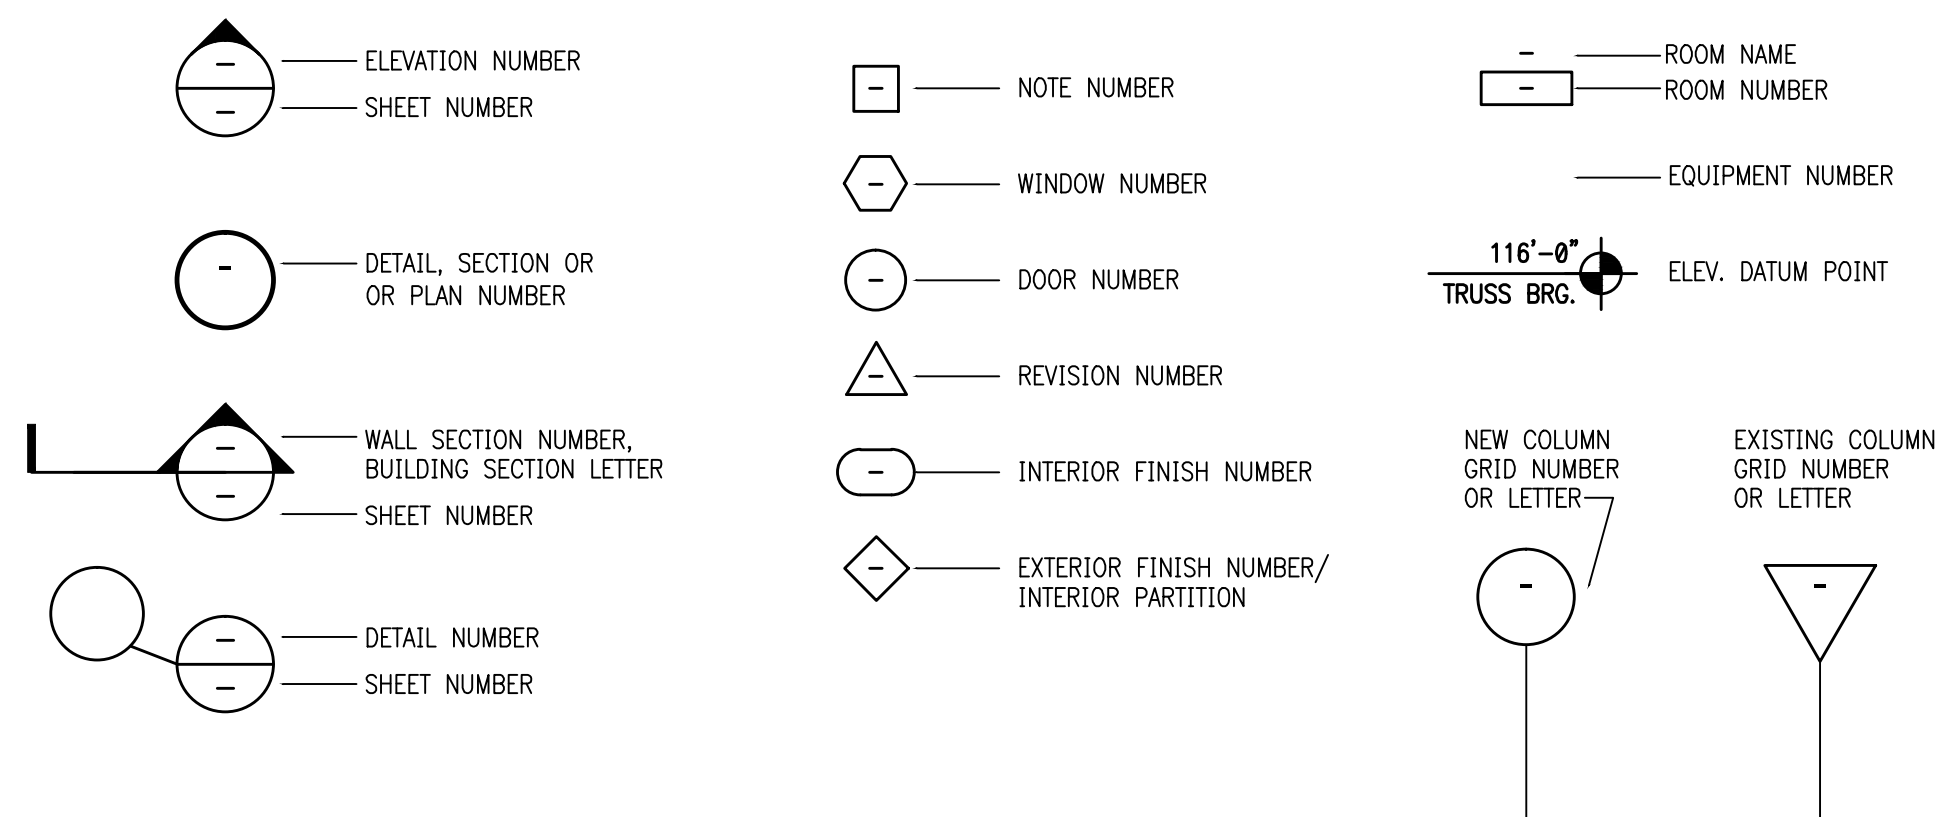 ELEVATION NUMBER
SHEET NUMBER
DETAIL, SECTION OR
OR PLAN NUMBER
WALL SECTION NUMBER,
BUILDING SECTION LETTER
SHEET NUMBER
DETAIL NUMBER
SHEET NUMBER
NOTE NUMBER
WINDOW NUMBER
DOOR NUMBER
REVISION NUMBER
INTERIOR FINISH NUMBER
EXTERIOR FINISH NUMBER/
INTERIOR PARTITION
ROOM NAME
ROOM NUMBER
EQUIPMENT NUMBER
116'-0"
TRUSS BRG.
ELEV. DATUM POINT
NEW COLUMN
GRID NUMBER
OR LETTER
EXISTING COLUMN
GRID NUMBER
OR LETTER